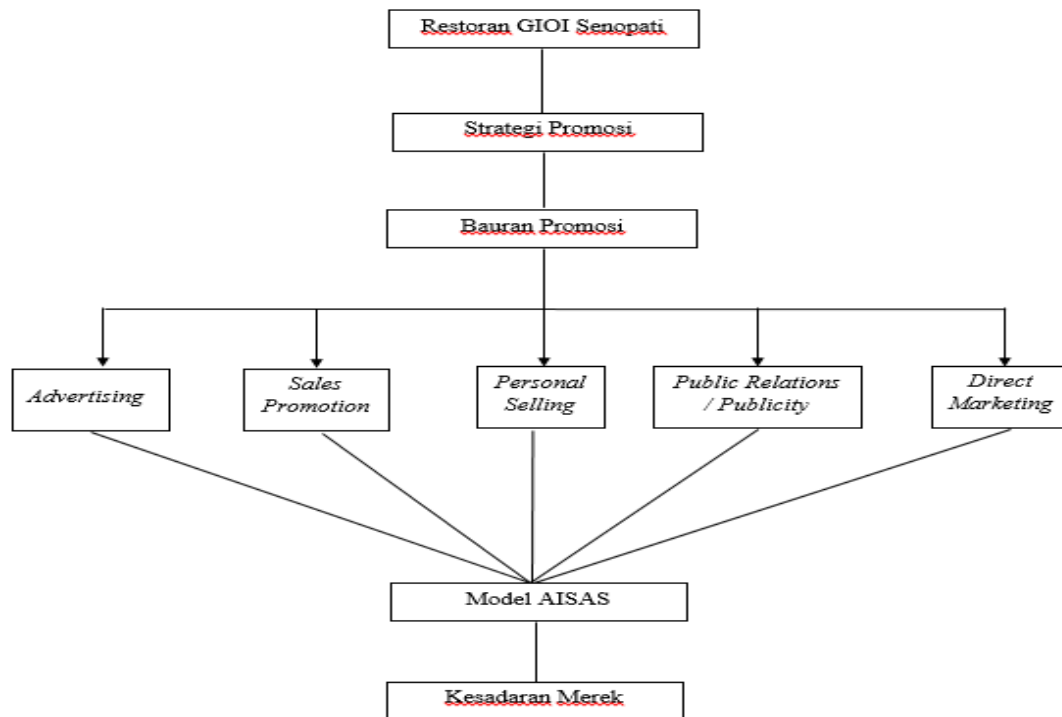 Restoran GIOI Senopati
Strategi Promosi
Bauran Promosi
Advertising
Sales
Promotion
Personal
Selling
Public Relations
/ Publicity
Direct
Marketing
Model AISAS
Kesadaran Merek